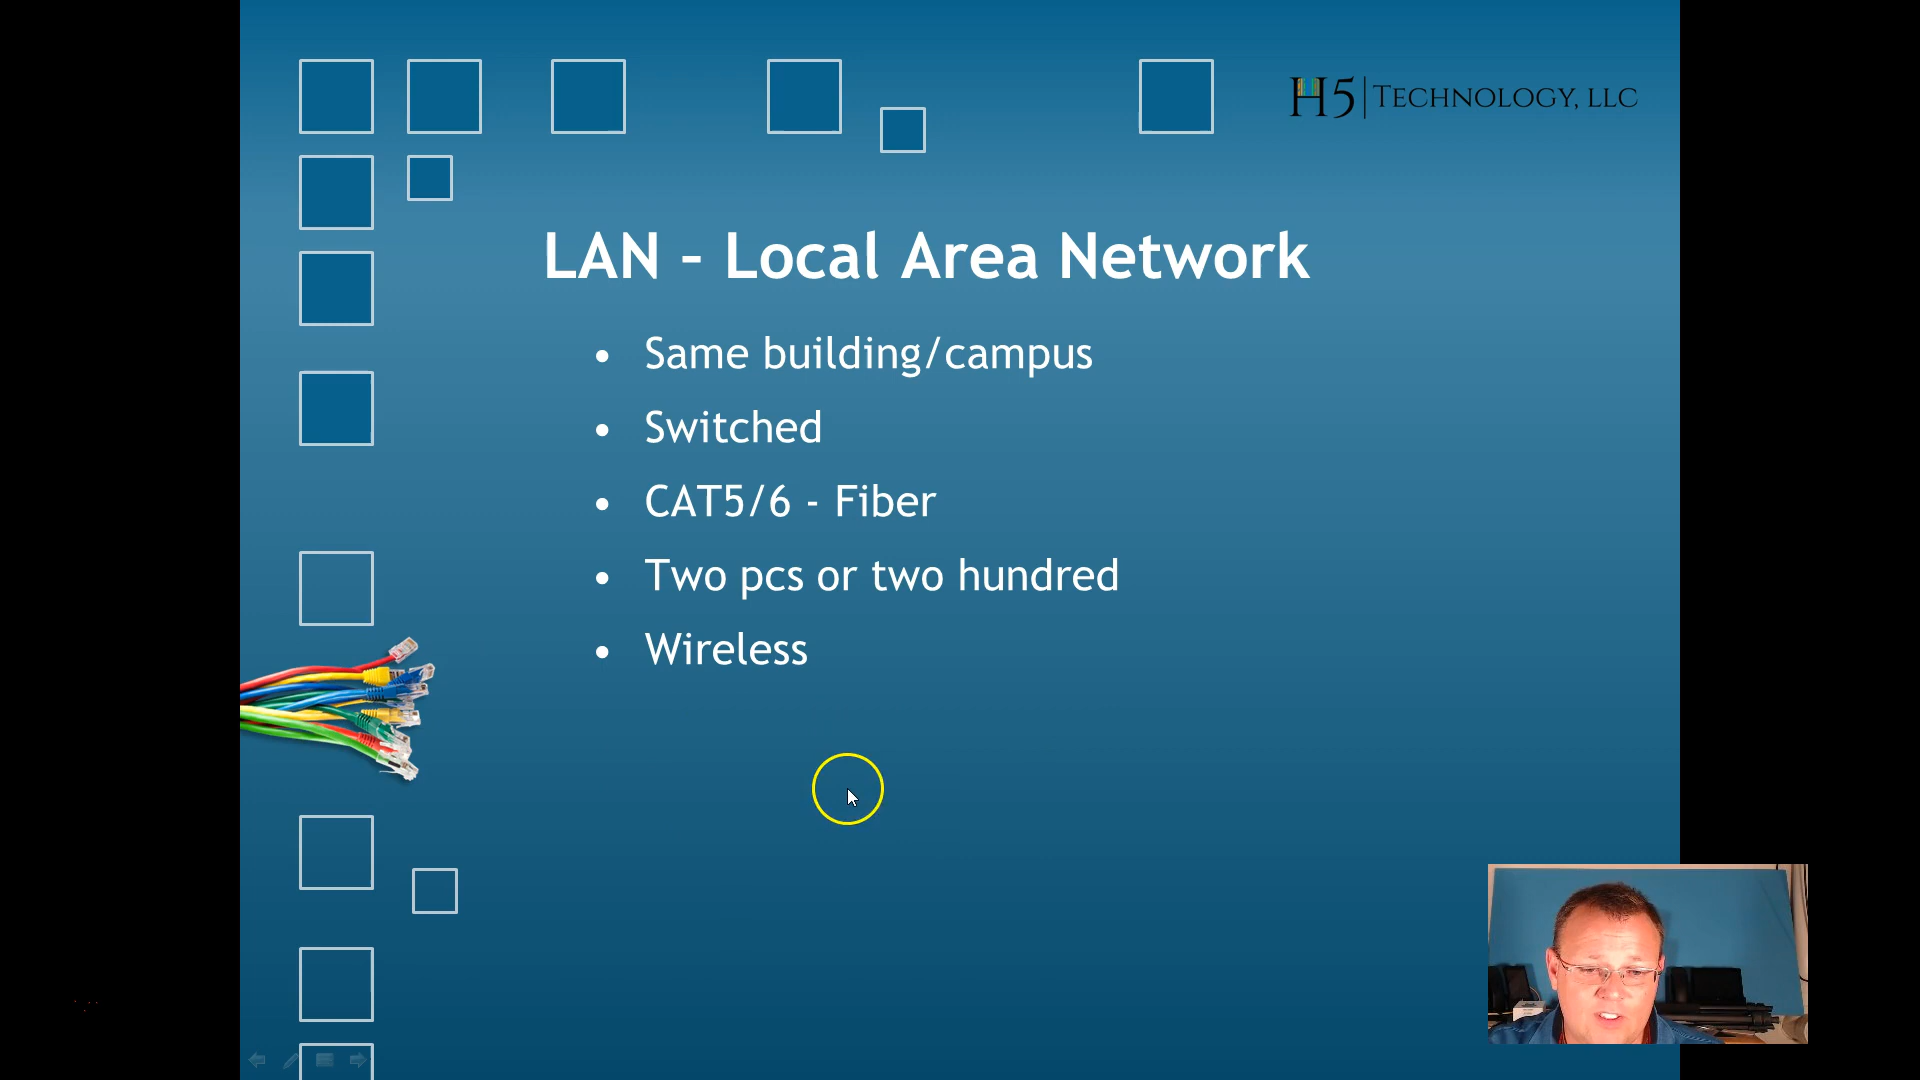 H5 | TECHNOLOGY, LLC
LAN – Local Area Network
• Same building/campus
• Switched
• CAT5/6 - Fiber
• Two pcs or two hundred
• Wireless